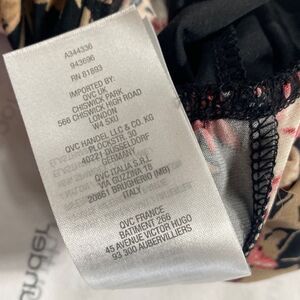 A344336
943696
RN 81893
IMPORTED BY:
QVC UK
CHISWICK PARK
566 CHISWICK HIGH ROAD
LONDON
W4 5XU
QVC HANDEL LLC & CO. KG
PLOCKSTR. 30
40221 DÜSSELDORF
GERMANY
QVC ITALIA S.R.L.
VIA GUZZINA 18
20861 BRUGHERIO (MB)
ITALY
QVC FRANCE
BATIMENT 266
45 AVENUE VICTOR HUGO
93 300 AUBERVILLIERS